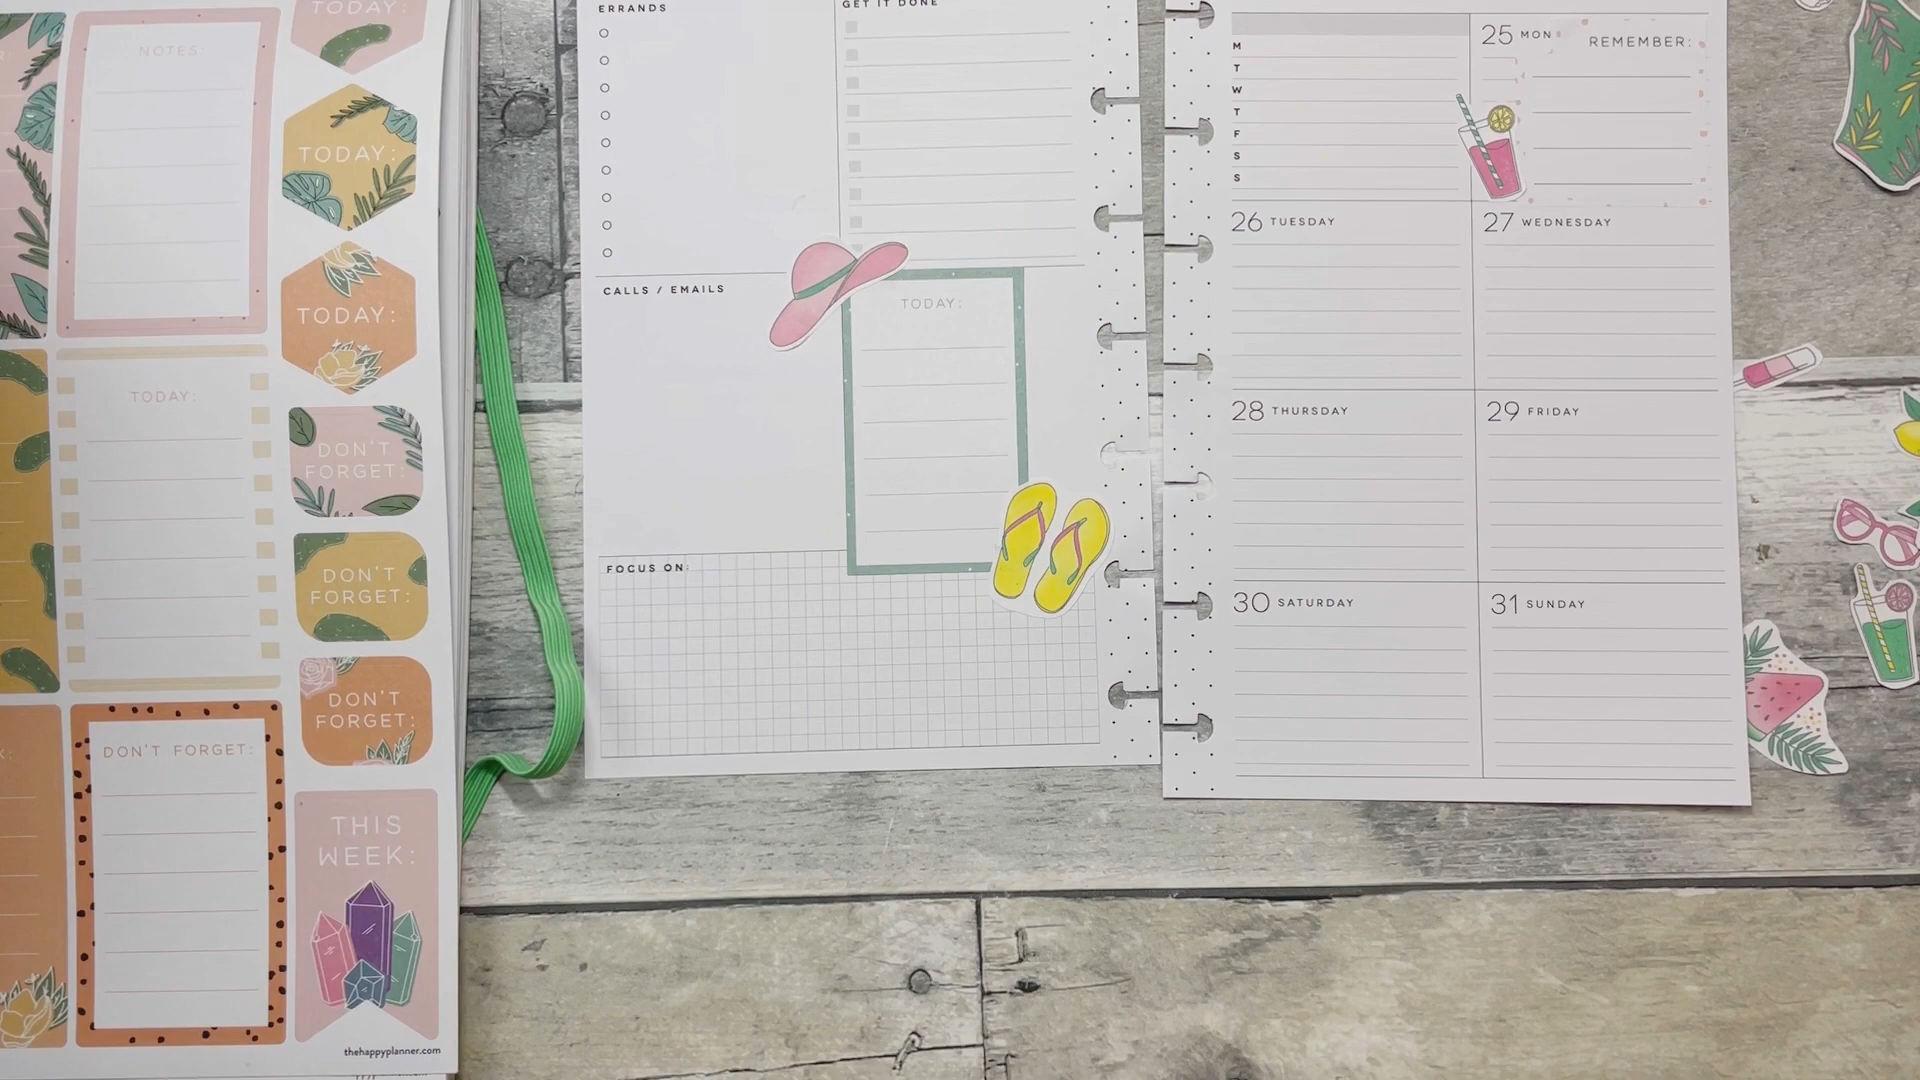 TODAY:
NOTES:
TODAY:
TODAY:
TODAY:
DON'T
FORGET:
DON'T
FORGET:
DON'T
FORGET:
DON'T FORGET:
THIS
WEEK:
thehappyplanner.com
ERRANDS
GET IT DONE
CALLS / EMAILS
TODAY:
FOCUS ON:
M
T
W
T
F
S
S
25 MON
REMEMBER:
26 TUESDAY
27 WEDNESDAY
28 THURSDAY
29 FRIDAY
30 SATURDAY
31 SUNDAY